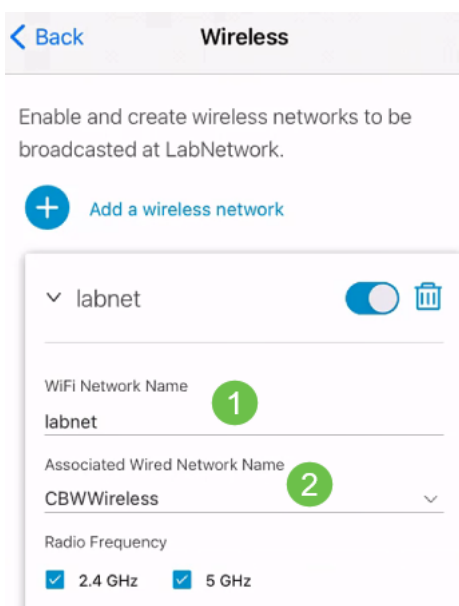 Back Wireless
Enable and create wireless networks to be
broadcasted at LabNetwork.
+ Add a wireless network
labnet
WiFi Network Name
1
labnet
Associated Wired Network Name
2
CBWWireless
Radio Frequency
2.4 GHz 5 GHz